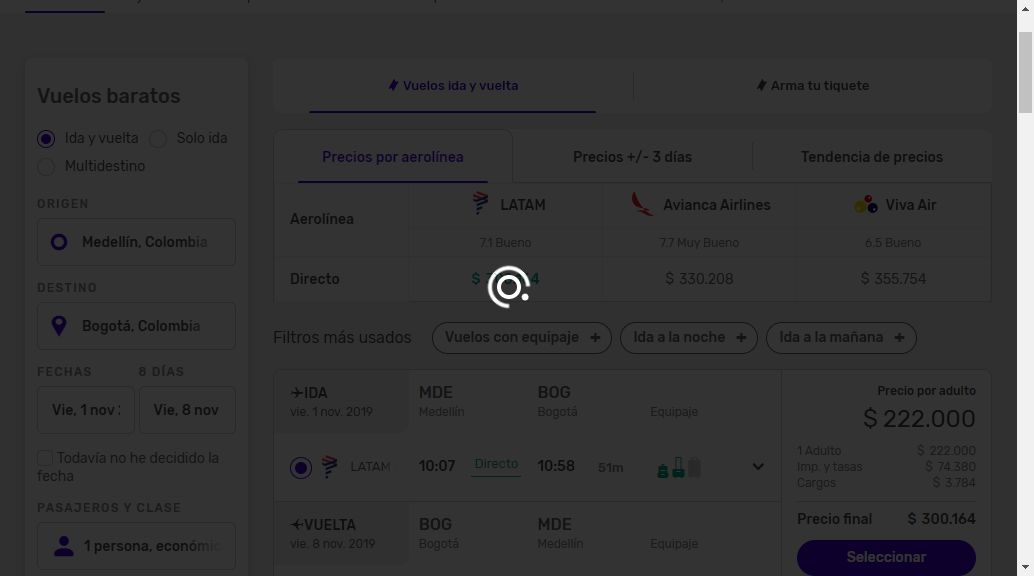 Vuelos baratos
Ida y vuelta
Solo ida
Multidestino
ORIGEN
Medellín, Colombia
DESTINO
Bogotá, Colombia
FECHAS
8 DÍAS
Vie, 1 nov
Vie, 8 nov
Todavía no he decidido la
fecha
PASAJEROS Y CLASE
1 persona, económic
Vuelos ida y vuelta
Arma tu tiquete
Precios por aerolínea
Precios +/- 3 días
Tendencia de precios
Aerolínea
LATAM
Avianca Airlines
Viva Air
7.1 Bueno
7.7 Muy Bueno
6.5 Bueno
Directo
$ 330.208
$ 355.754
Filtros más usados
Vuelos con equipaje +
Ida a la noche +
Ida a la mañana +
IDA
MDE
BOG
vie. 1 nov. 2019
Medellín
Bogotá
Equipaje
LATAM
10:07
Directo
10:58
51m
VUELTA
BOG
MDE
vie. 8 nov. 2019
Bogotá
Medellín
Equipaje
Precio por adulto
$ 222.000
1 Adulto $ 222.000
Imp. y tasas $ 74.380
Cargos $ 3.784
Precio final $ 300.164
Seleccionar